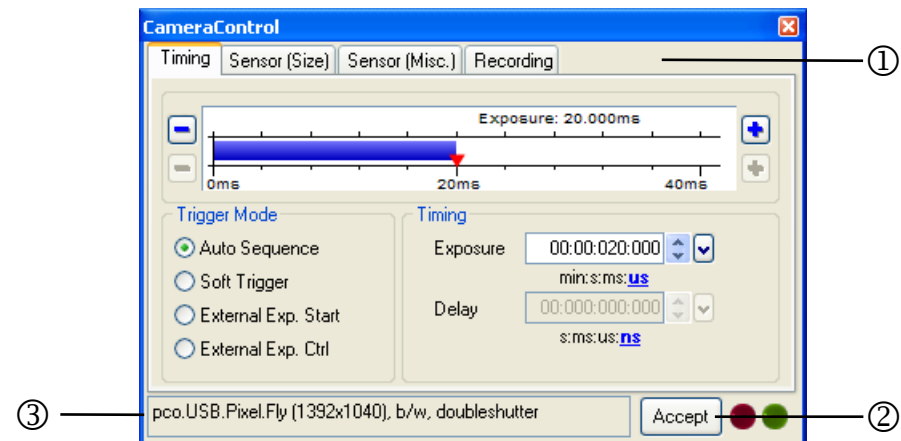 CameraControl
Timing Sensor (Size) Sensor (Misc.) Recording
①
Exposure: 20.000ms
0ms 20ms 40ms
Trigger Mode
Auto Sequence
Soft Trigger
External Exp. Start
External Exp. Ctrl
Timing
Exposure 00:00:020:000
min:s:ms:us
Delay 00:000:000:000
s:ms:us:ns
③ pco.USB.Pixel.Fly (1392x1040), b/w, doubleshutter Accept ②